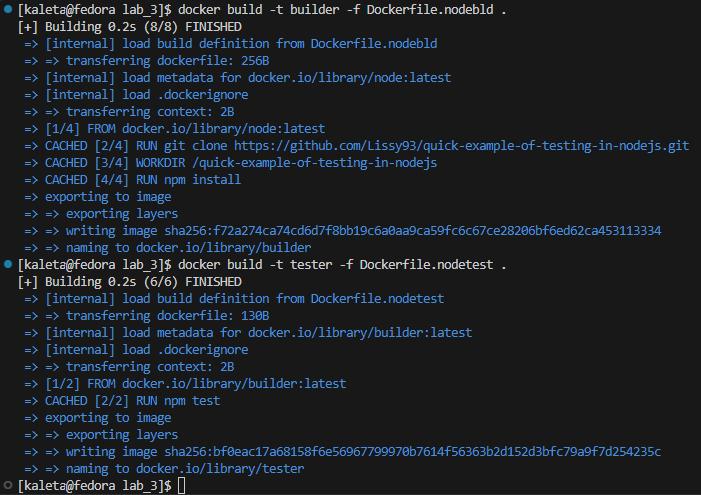 [kaleta@fedora lab_3]$ docker build -t builder -f Dockerfile.nodebld .
[+] Building 0.2s (8/8) FINISHED
=> [internal] load build definition from Dockerfile.nodebld
=> => transferring dockerfile: 256B
=> [internal] load metadata for docker.io/library/node:latest
=> [internal] load .dockerignore
=> => transferring context: 2B
=> [1/4] FROM docker.io/library/node:latest
=> CACHED [2/4] RUN git clone https://github.com/Lissy93/quick-example-of-testing-in-nodejs.git
=> CACHED [3/4] WORKDIR /quick-example-of-testing-in-nodejs
=> CACHED [4/4] RUN npm install
=> exporting to image
=> => exporting layers
=> => writing image sha256:f72a274ca74cd6d7f8bb19c6a0aa9ca59fc6c67ce28206bf6ed62ca453113334
=> => naming to docker.io/library/builder
[kaleta@fedora lab_3]$ docker build -t tester -f Dockerfile.nodetest .
[+] Building 0.2s (6/6) FINISHED
=> [internal] load build definition from Dockerfile.nodetest
=> => transferring dockerfile: 130B
=> [internal] load metadata for docker.io/library/builder:latest
=> [internal] load .dockerignore
=> => transferring context: 2B
=> [1/2] FROM docker.io/library/builder:latest
=> CACHED [2/2] RUN npm test
=> exporting to image
=> => exporting layers
=> => writing image sha256:bf0eac17a68158f6e56967799970b7614f56363b2d152d3bfc79a9f7d254235c
=> => naming to docker.io/library/tester
[kaleta@fedora lab_3]$